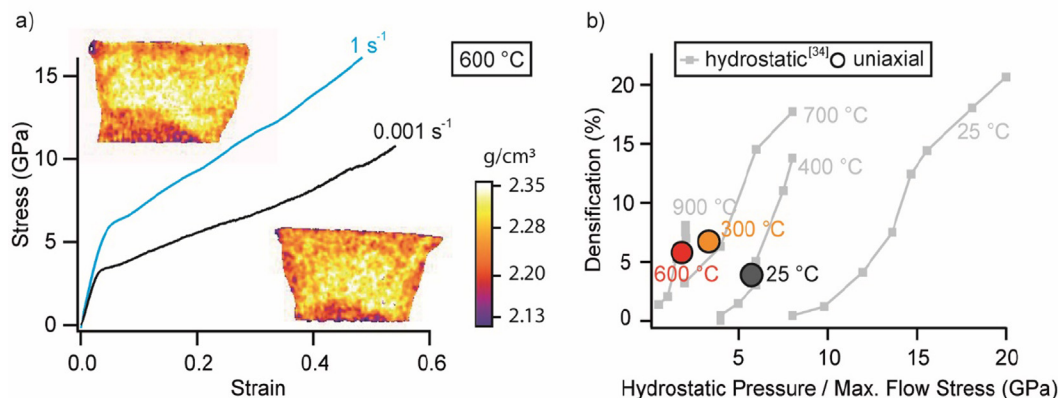 a)
1 s⁻¹
600 °C
0.001 s⁻¹
g/cm³
2.35
2.28
2.20
2.13
15
10
5
0
Stress (GPa)
0.0 0.2 0.4 0.6
Strain
b)
hydrostatic[34] uniaxial
20
15
10
5
0
Densification (%)
700 °C
400 °C
25 °C
900 °C
300 °C
600 °C
25 °C
5 10 15 20
Hydrostatic Pressure / Max. Flow Stress (GPa)